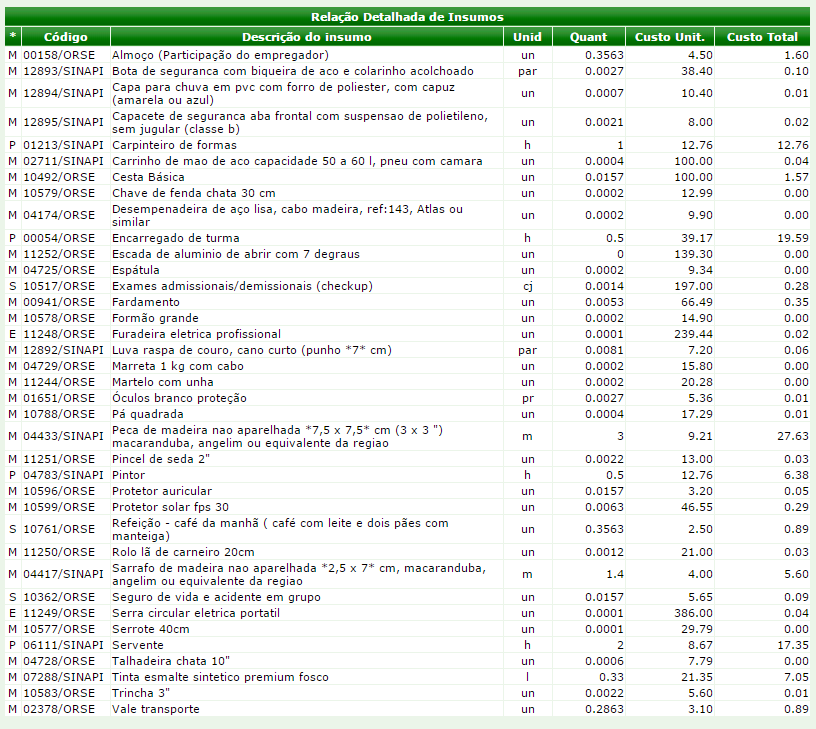 Relação Detalhada de Insumos
* Código Descrição do insumo Unid Quant Custo Unit. Custo Total
M 00158/ORSE Almoço (Participação do empregador) un 0.3563 4.50 1.60
M 12893/SINAPI Bota de seguranca com biqueira de aco e colarinho acolchoado par 0.0027 38.40 0.10
M 12894/SINAPI Capa para chuva em pvc com forro de poliester, com capuz
(amarela ou azul) un 0.0007 10.40 0.01
M 12895/SINAPI Capacete de seguranca aba frontal com suspensao de polietileno,
sem jugular (classe b) un 0.0021 8.00 0.02
P 01213/SINAPI Carpinteiro de formas h 1 12.76 12.76
M 02711/SINAPI Carrinho de mao de aco capacidade 50 a 60 l, pneu com camara un 0.0004 100.00 0.04
M 10492/ORSE Cesta Básica un 0.0157 100.00 1.57
M 10579/ORSE Chave de fenda chata 30 cm un 0.0002 12.99 0.00
M 04174/ORSE Desempenadeira de aço lisa, cabo madeira, ref:143, Atlas ou
similar un 0.0002 9.90 0.00
P 00054/ORSE Encarregado de turma h 0.5 39.17 19.59
M 11252/ORSE Escada de aluminio de abrir com 7 degraus un 0 139.30 0.00
M 04725/ORSE Espátula un 0.0002 9.34 0.00
S 10517/ORSE Exames admissionais/demissionais (checkup) cj 0.0014 197.00 0.28
M 00941/ORSE Fardamento un 0.0053 66.49 0.35
M 10578/ORSE Formão grande un 0.0002 14.90 0.00
E 11248/ORSE Furadeira eletrica profissional un 0.0001 239.44 0.02
M 12892/SINAPI Luva raspa de couro, cano curto (punho *7* cm) par 0.0081 7.20 0.06
M 04729/ORSE Marreta 1 kg com cabo un 0.0002 15.80 0.00
M 11244/ORSE Martelo com unha un 0.0002 20.28 0.00
M 01651/ORSE Óculos branco proteção pr 0.0027 5.36 0.01
M 10788/ORSE Pá quadrada un 0.0004 17.29 0.01
M 04433/SINAPI Peca de madeira nao aparelhada *7,5 x 7,5* cm (3 x 3 ")
macaranduba, angelim ou equivalente da regiao m 3 9.21 27.63
M 11251/ORSE Pincel de seda 2" un 0.0022 13.00 0.03
P 04783/SINAPI Pintor h 0.5 12.76 6.38
M 10596/ORSE Protetor auricular un 0.0157 3.20 0.05
M 10599/ORSE Protetor solar fps 30 un 0.0063 46.55 0.29
S 10761/ORSE Refeição - café da manhã ( café com leite e dois pães com
manteiga) un 0.3563 2.50 0.89
M 11250/ORSE Rolo lã de carneiro 20cm un 0.0012 21.00 0.03
M 04417/SINAPI Sarrafo de madeira nao aparelhada *2,5 x 7* cm, macaranduba,
angelim ou equivalente da regiao m 1.4 4.00 5.60
S 10362/ORSE Seguro de vida e acidente em grupo un 0.0157 5.65 0.09
E 11249/ORSE Serra circular eletrica portatil un 0.0001 386.00 0.04
M 10577/ORSE Serrote 40cm un 0.0001 29.79 0.00
P 06111/SINAPI Servente h 2 8.67 17.35
M 04728/ORSE Talhadeira chata 10" un 0.0006 7.79 0.00
M 07288/SINAPI Tinta esmalte sintetico premium fosco l 0.33 21.35 7.05
M 10583/ORSE Trincha 3" un 0.0022 5.60 0.01
M 02378/ORSE Vale transporte un 0.2863 3.10 0.89